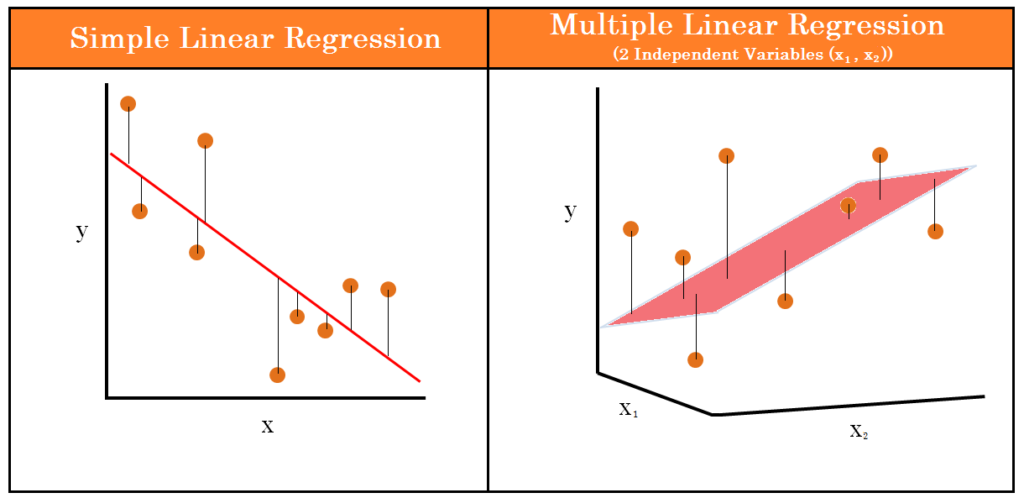 Simple Linear Regression
Multiple Linear Regression
(2 Independent Variables (x₁, x₂))
y
x
y
x₁
x₂